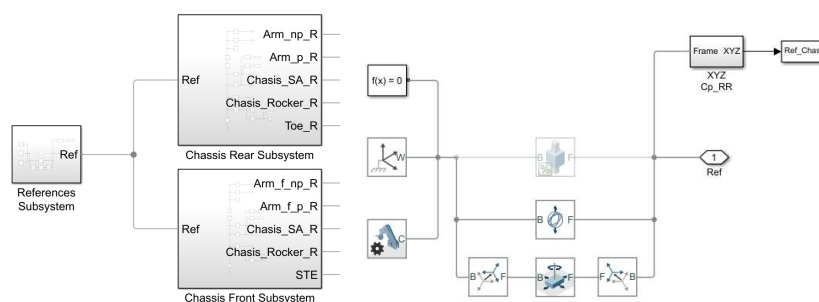 Ref
References
Subsystem
Ref
Arm_np_R
Arm_p_R
Chasis_SA_R
Chasis_Rocker_R
Toe_R
Chassis Rear Subsystem
Ref
Arm_f_np_R
Arm_f_p_R
Chasis_SA_R
Chasis_Rocker_R
STE
Chassis Front Subsystem
f(x) = 0
W
C
B F
%
B F
B F
B F
F B
Frame XYZ
XYZ
Cp_RR
Ref_Chas
1
Ref